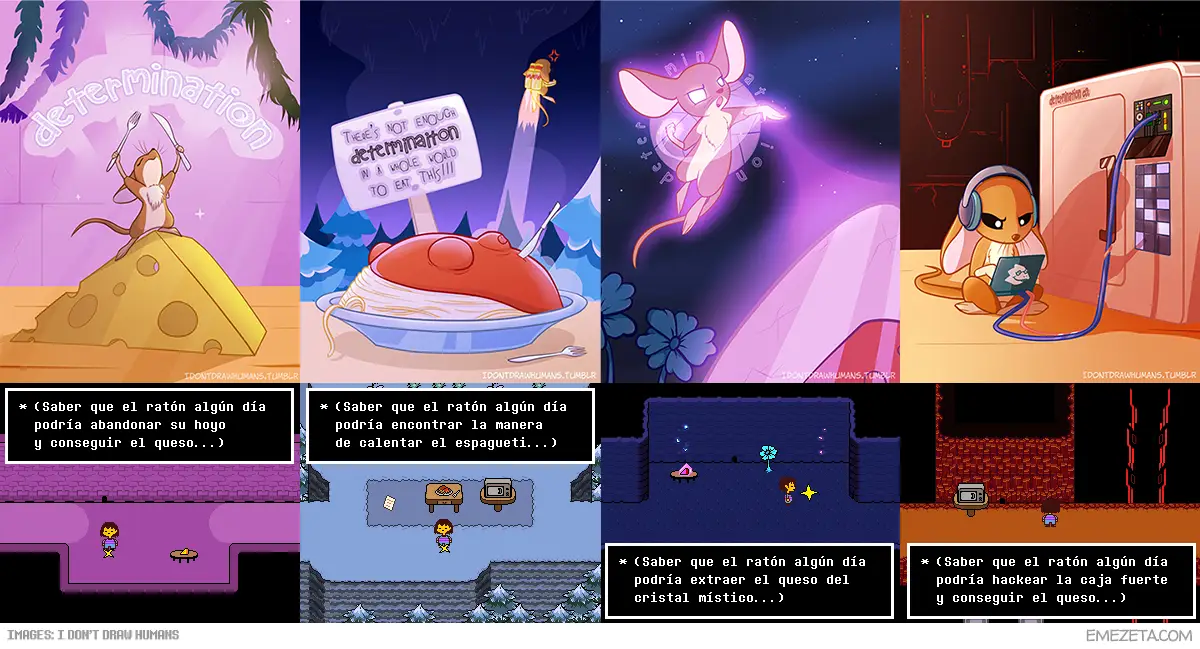 determination
IDONTDRAWHUMANS.TUMBLR
THERE'S NOT ENOUGH
determination
IN A WHOLE WORLD
TO EAT THIS!!!
IDONTDRAWHUMANS.TUMBLR
determination
IDONTDRAWHUMANS.TUMBLR
determination
IDONTDRAWHUMANS.TUMBLR
* (Saber que el ratón algún día
podría abandonar su hoyo
y conseguir el queso...)
* (Saber que el ratón algún día
podría encontrar la manera
de calentar el espagueti...)
* (Saber que el ratón algún día
podría extraer el queso del
cristal místico...)
* (Saber que el ratón algún día
podría hackear la caja fuerte
y conseguir el queso...)
IMAGES: I DON'T DRAW HUMANS
EMEZETA.COM